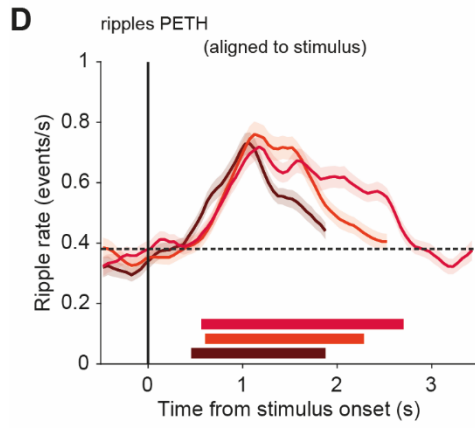 D
ripples PETH
(aligned to stimulus)
1
0.8
0.6
0.4
0.2
0
Ripple rate (events/s)
0 1 2 3
Time from stimulus onset (s)